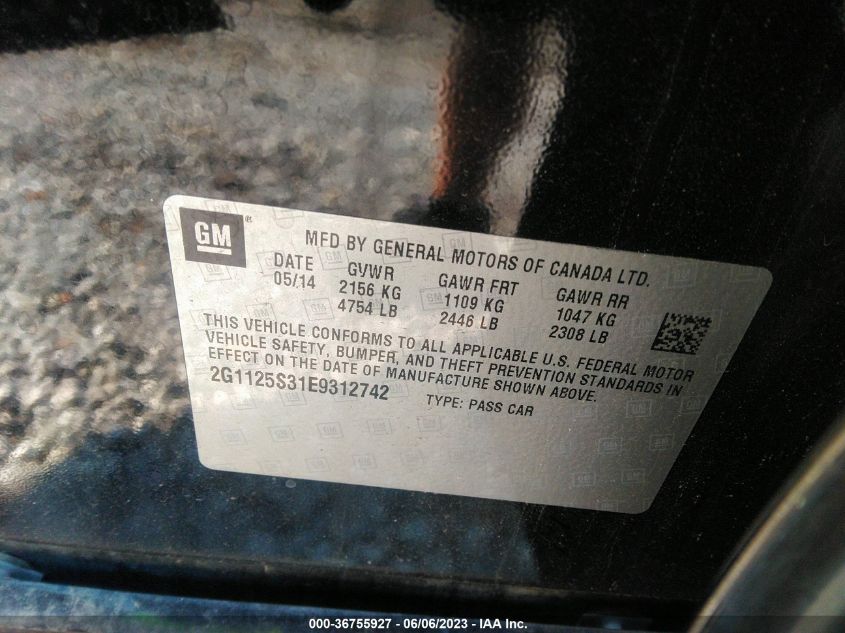 GM ®
MFD BY GENERAL MOTORS OF CANADA LTD.
DATE GVWR GAWR FRT GAWR RR
05/14 2156 KG 1109 KG 1047 KG
4754 LB 2446 LB 2308 LB
THIS VEHICLE CONFORMS TO ALL APPLICABLE U.S. FEDERAL MOTOR
VEHICLE SAFETY, BUMPER, AND THEFT PREVENTION STANDARDS IN
EFFECT ON THE DATE OF MANUFACTURE SHOWN ABOVE.
2G1125S31E9312742 TYPE: PASS CAR
000-36755927 - 06/06/2023 - IAA Inc.